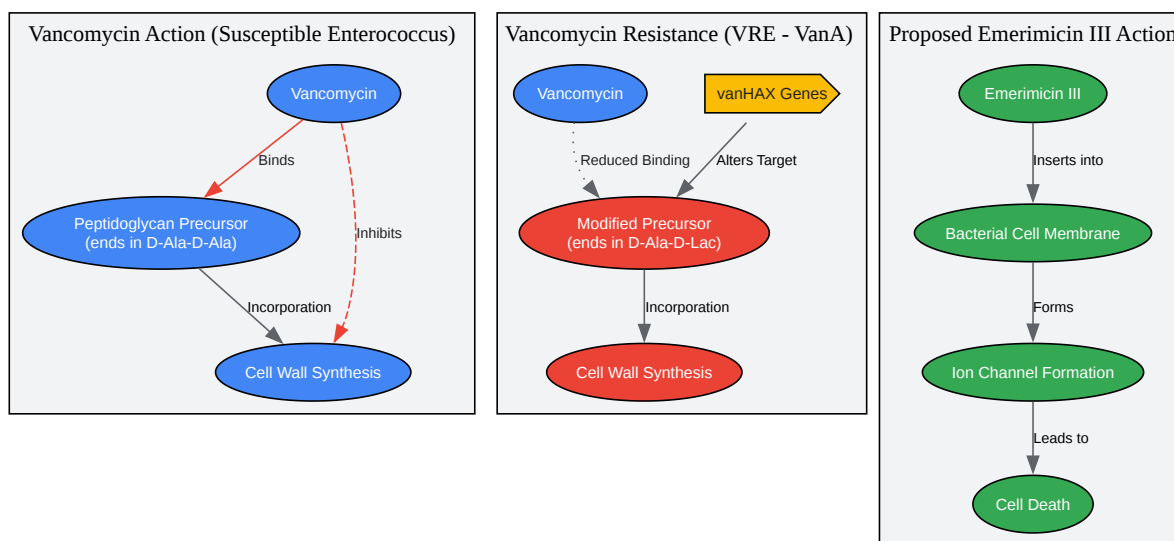 Vancomycin Action (Susceptible Enterococcus)
Vancomycin
Binds
Peptidoglycan Precursor
(ends in D-Ala-D-Ala)
Inhibits
Incorporation
Cell Wall Synthesis
Vancomycin Resistance (VRE - VanA)
Vancomycin
vanHAX Genes
Reduced Binding
Alters Target
Modified Precursor
(ends in D-Ala-D-Lac)
Incorporation
Cell Wall Synthesis
Proposed Emerimicin III Action
Emerimicin III
Inserts into
Bacterial Cell Membrane
Forms
Ion Channel Formation
Leads to
Cell Death